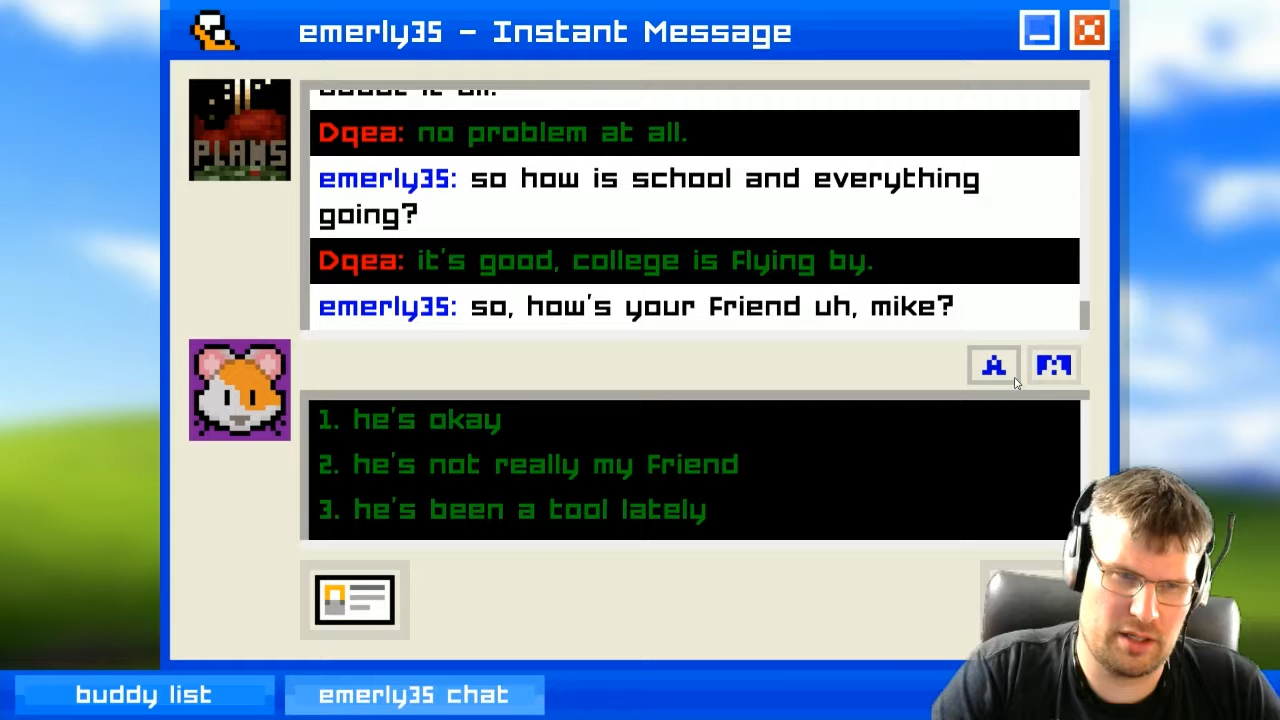 emerly35 - Instant Message
PLANS
Dqea: no problem at all.
emerly35: so how is school and everything
going?
Dqea: it's good, college is flying by.
emerly35: so, how's your friend uh, mike?
A
1. he's okay
2. he's not really my friend
3. he's been a tool lately
buddy list
emerly35 chat